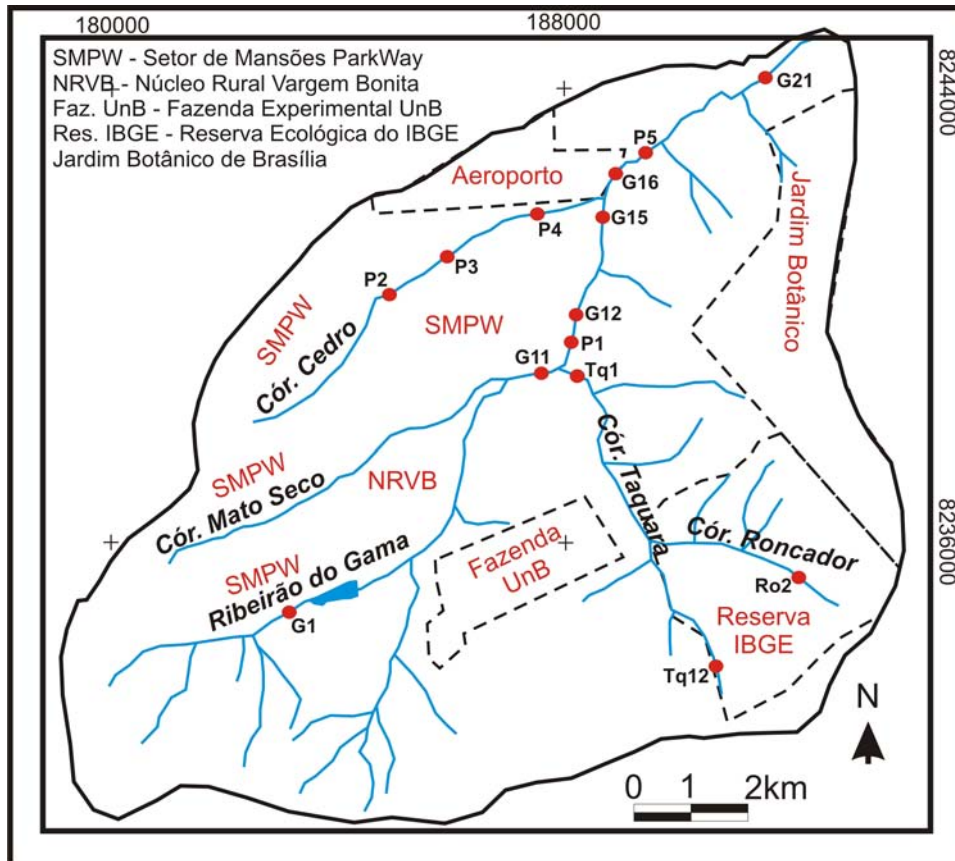 180000
188000
SMPW - Setor de Mansões ParkWay
NRVB - Núcleo Rural Vargem Bonita
Faz. UnB - Fazenda Experimental UnB
Res. IBGE - Reserva Ecológica do IBGE
Jardim Botânico de Brasília
8244000
G21
P5
Aeroporto
G16
Jardim Botânico
P4
G15
P3
P2
SMPW
SMPW
G12
P1
Cór. Cedro
G11
Tq1
SMPW
NRVB
Cór. Mato Seco
Cór. Taquara
8236000
Cór. Roncador
Fazenda
UnB
SMPW
Ribeirão do Gama
Ro2
G1
Reserva
IBGE
Tq12
N
0 1 2km